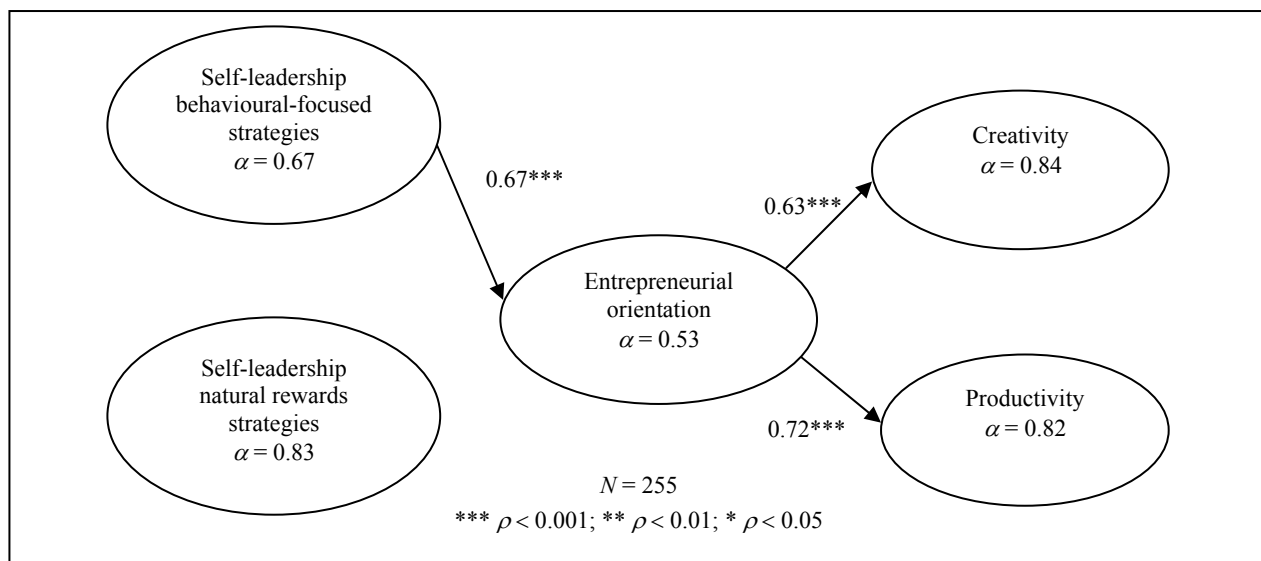 Self-leadership
behavioural-focused
strategies
α = 0.67
0.67***
Creativity
α = 0.84
0.63***
Entrepreneurial
orientation
α = 0.53
Self-leadership
natural rewards
strategies
α = 0.83
0.72***
Productivity
α = 0.82
N = 255
*** ρ < 0.001; ** ρ < 0.01; * ρ < 0.05